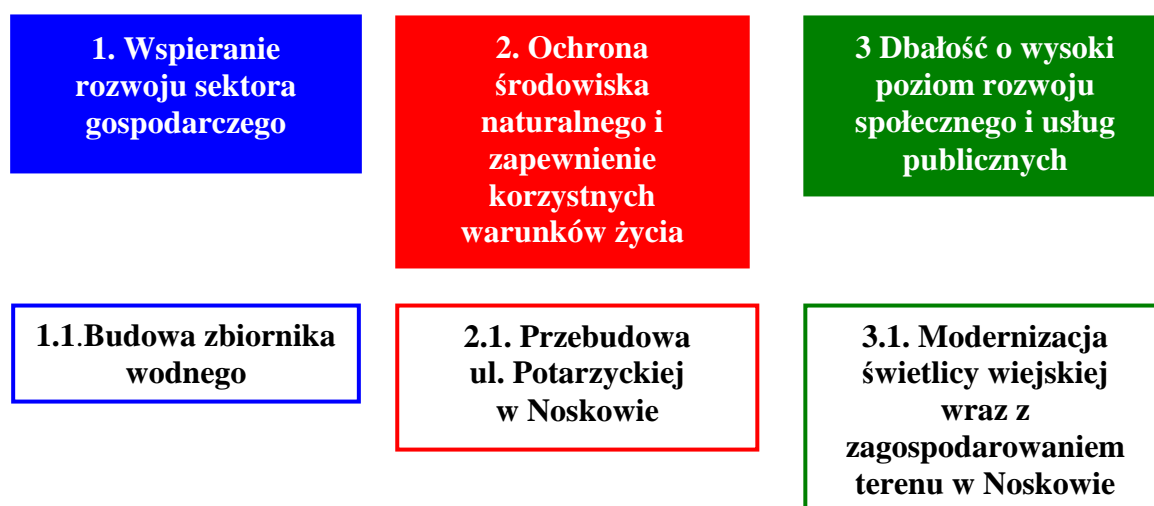 1. Wspieranie
rozwoju sektora
gospodarczego
2. Ochrona
środowiska
naturalnego i
zapewnienie
korzystnych
warunków życia
3 Dbałość o wysoki
poziom rozwoju
społecznego i usług
publicznych
1.1.Budowa zbiornika
wodnego
2.1. Przebudowa
ul. Potarzyckiej
w Noskowie
3.1. Modernizacja
świetlicy wiejskiej
wraz z
zagospodarowaniem
terenu w Noskowie